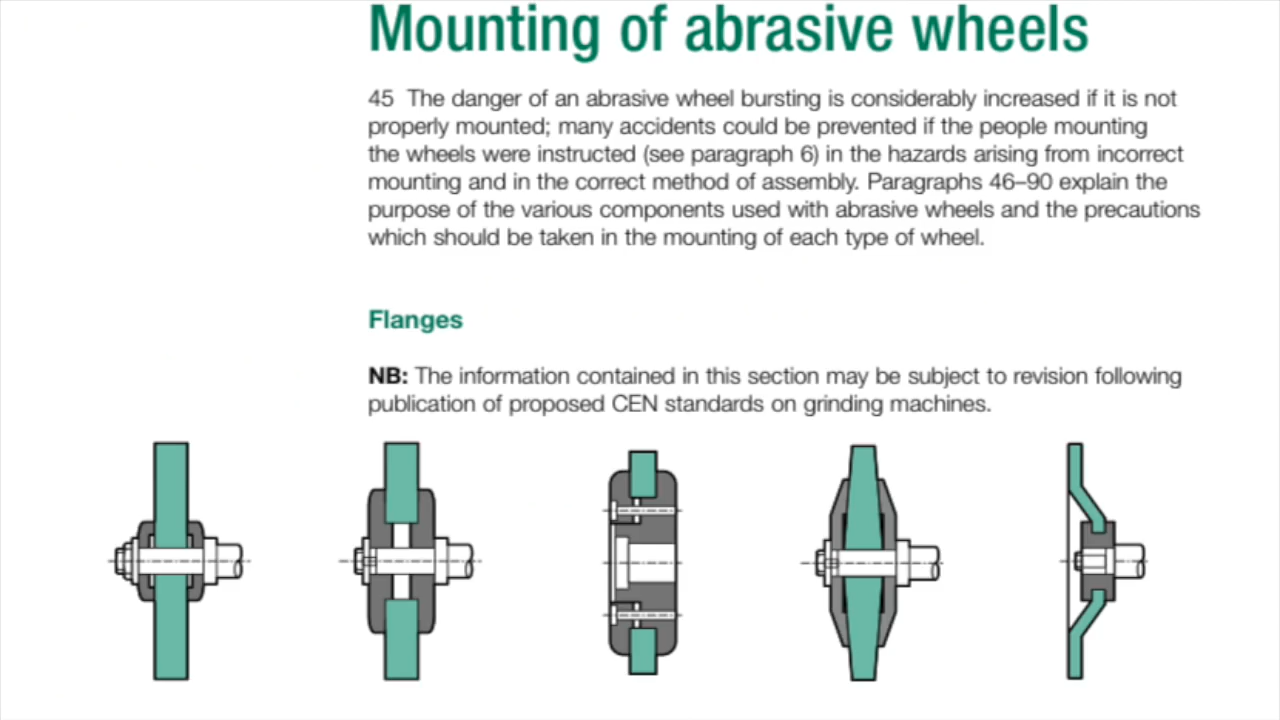 Mounting of abrasive wheels
45 The danger of an abrasive wheel bursting is considerably increased if it is not
properly mounted; many accidents could be prevented if the people mounting
the wheels were instructed (see paragraph 6) in the hazards arising from incorrect
mounting and in the correct method of assembly. Paragraphs 46–90 explain the
purpose of the various components used with abrasive wheels and the precautions
which should be taken in the mounting of each type of wheel.
Flanges
NB: The information contained in this section may be subject to revision following
publication of proposed CEN standards on grinding machines.